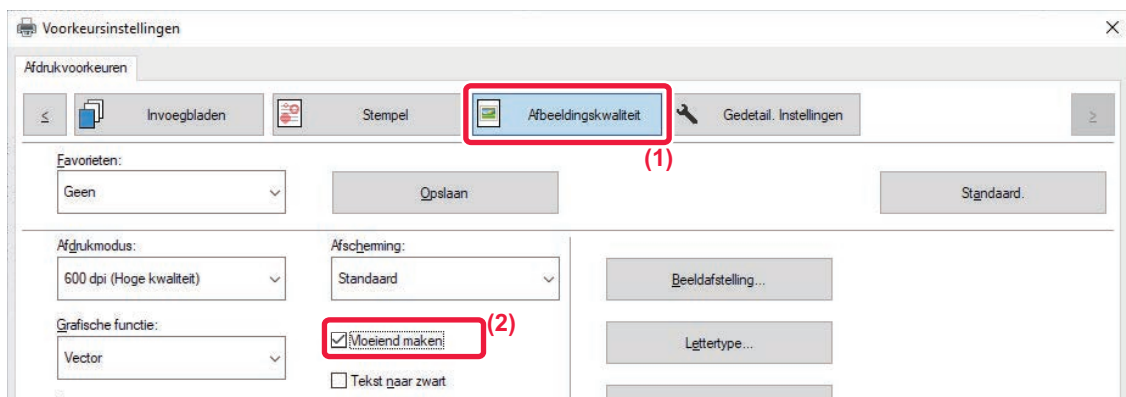 Voorkeursinstellingen
Afdrukvoorkeuren
< Invoegbladen Stempel Afbeeldingskwaliteit Gedetail. Instellingen >
(1)
Favorieten:
Geen Opslaan Standaard.
Afdrukmodus: Afscherming:
600 dpi (Hoge kwaliteit) Standaard Beeldafstelling...
Grafische functie: (2)
Vloeiend maken Lettertype...
Vector
Tekst naar zwart